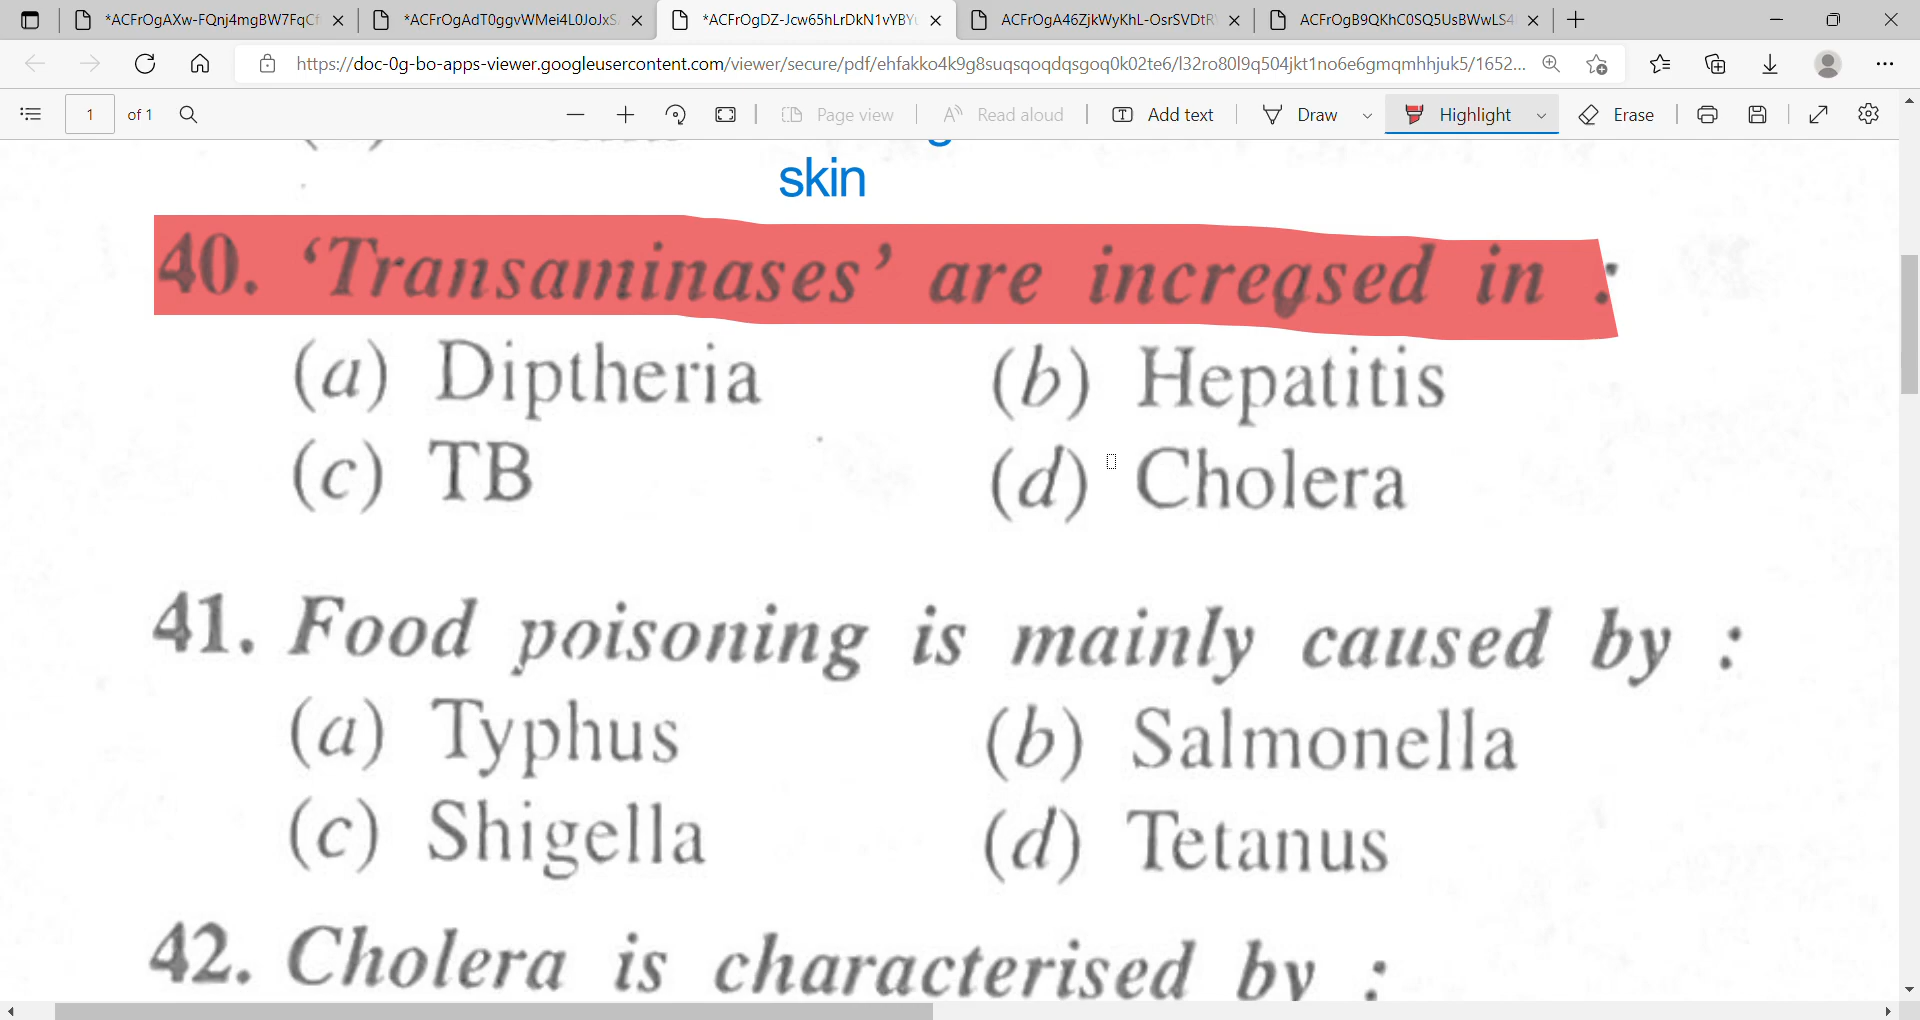 *ACFrOgAXw-FQnj4mgBW7FqCf
*ACFrOgAdT0ggvWMei4L0JoJxS
*ACFrOgDZ-Jcw65hLrDkN1vYBYu
ACFrOgA46ZjkWyKhL-OsrSVDtR
ACFrOgB9QKhC0SQ5UsBWwLS4
https://doc-0g-bo-apps-viewer.googleusercontent.com/viewer/secure/pdf/ehfakko4k9g8suqsqoqdqsgoq0k02te6/l32ro80l9q504jkt1no6e6gmqmhhjuk5/1652...
1 of 1 Page view Read aloud Add text Draw Highlight Erase
skin
40. ‘Transaminases’ are increased in :
(a) Diptheria (b) Hepatitis
(c) TB (d) Cholera
41. Food poisoning is mainly caused by :
(a) Typhus (b) Salmonella
(c) Shigella (d) Tetanus
42. Cholera is characterised by :